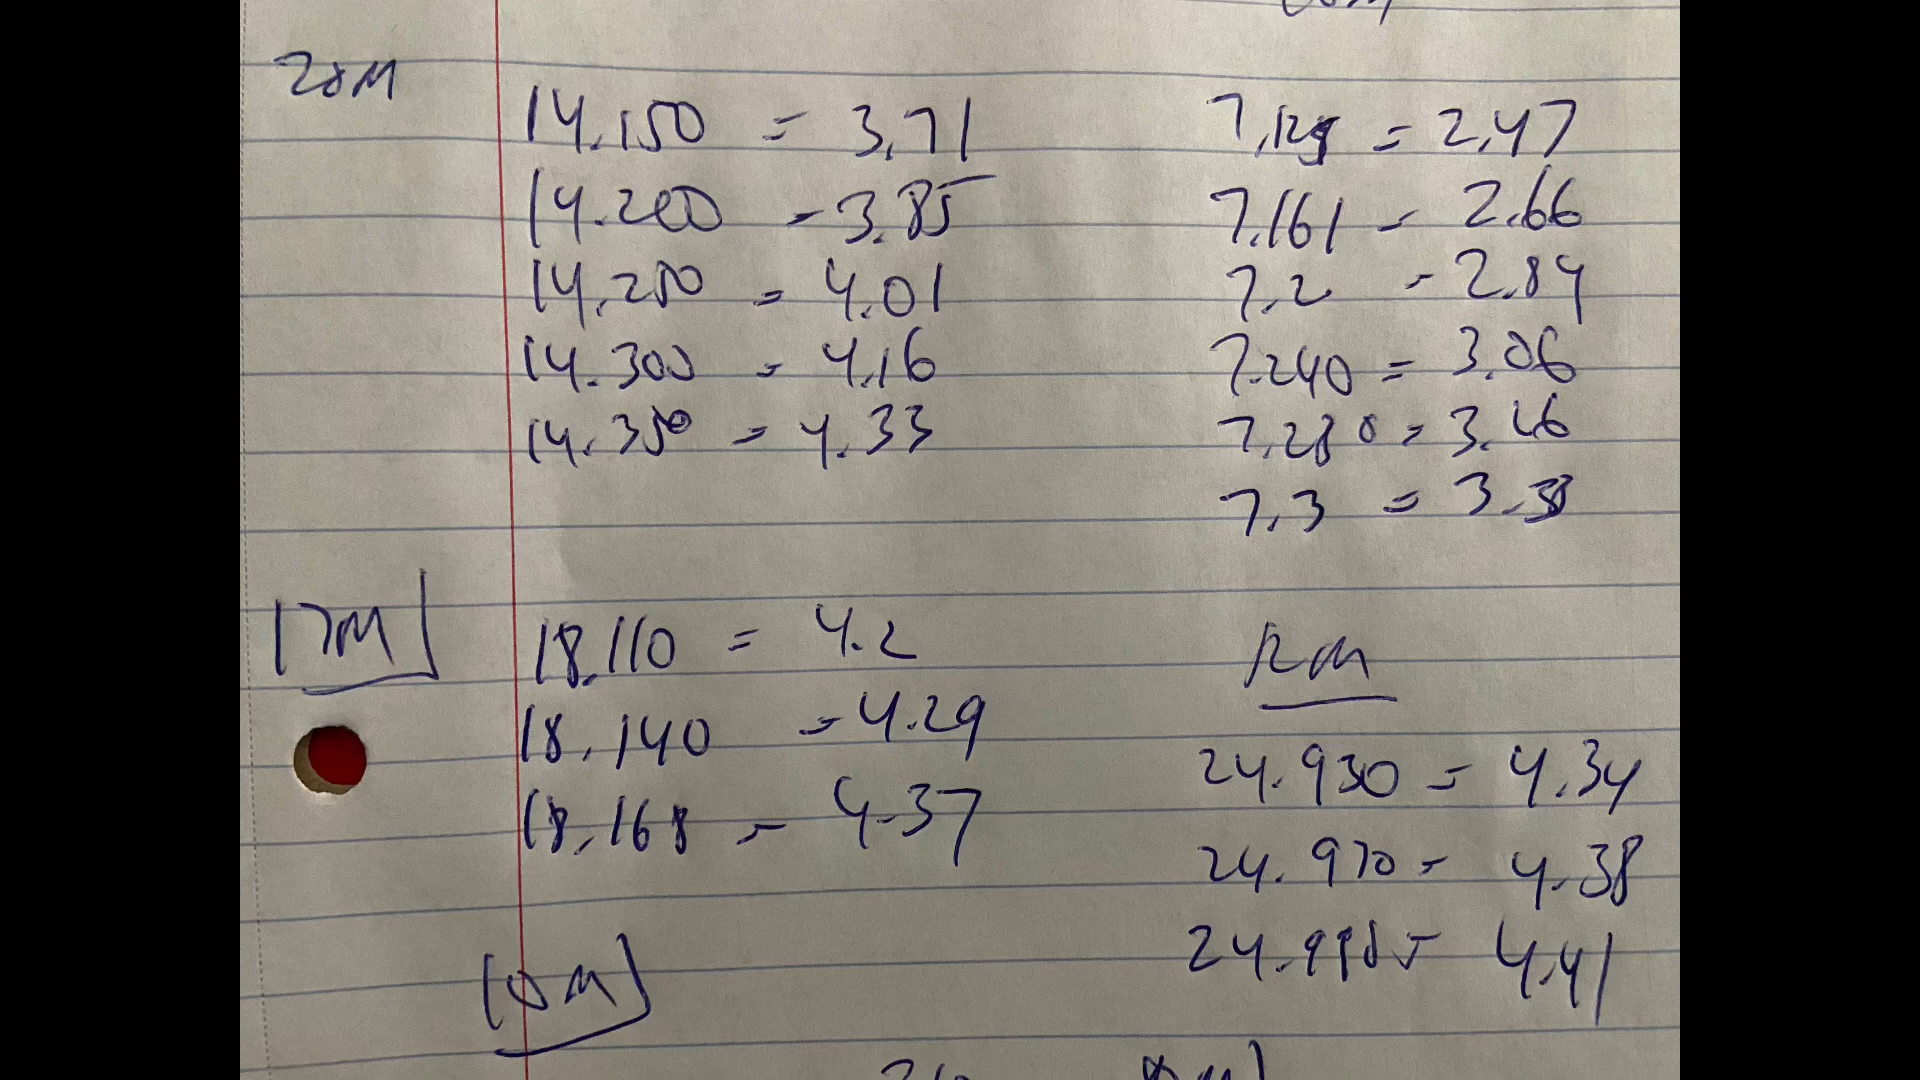 20M
14.150 = 3.71
14.200 = 3.85
14.250 = 4.01
14.300 = 4.16
14.350 = 4.33
7.125 = 2.47
7.161 = 2.66
7.2 = 2.84
7.240 = 3.06
7.280 = 3.26
7.3 = 3.38
17M
18.110 = 4.2
18.140 = 4.29
18.168 = 4.37
12M
24.930 = 4.34
24.970 = 4.38
24.990 = 4.41
10M